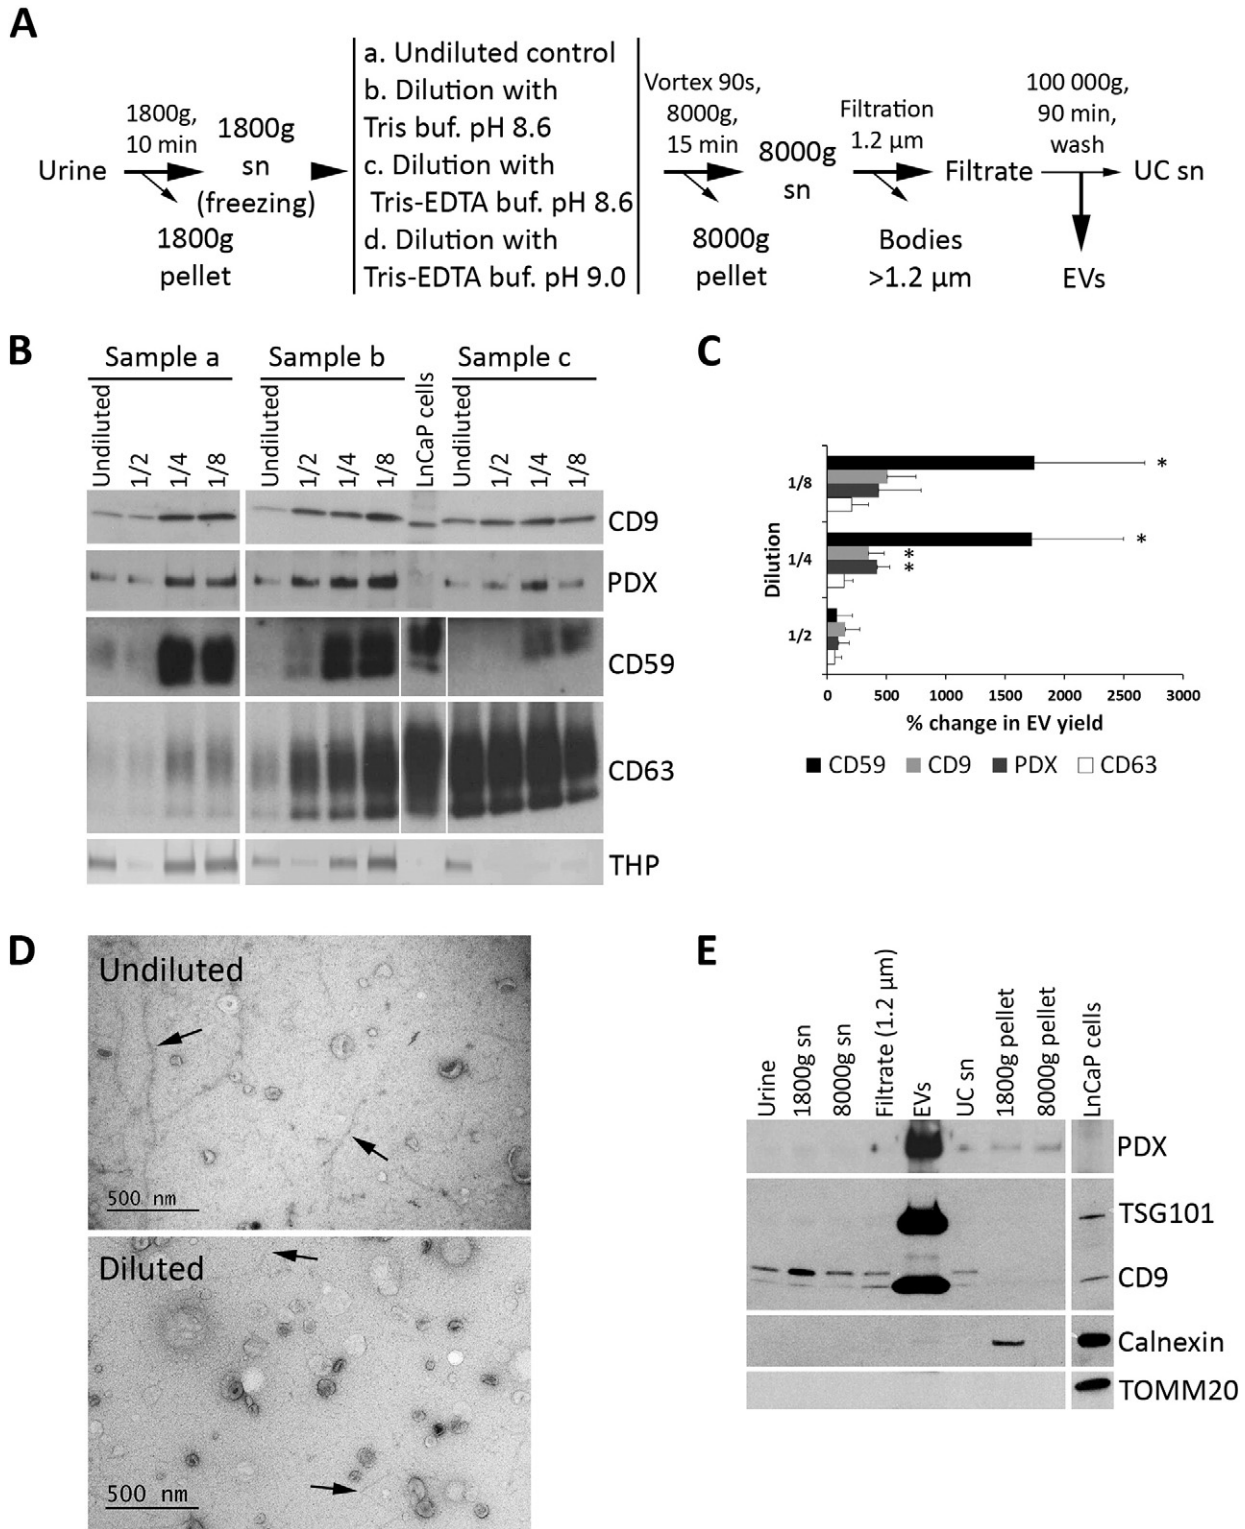 A
Urine
1800g,
10 min
1800g
sn
(freezing)
1800g
pellet
a. Undiluted control
b. Dilution with
Tris buf. pH 8.6
c. Dilution with
Tris-EDTA buf. pH 8.6
d. Dilution with
Tris-EDTA buf. pH 9.0
Vortex 90s,
8000g,
15 min
8000g
sn
8000g
pellet
Filtration
1.2 µm
Bodies
>1.2 µm
Filtrate
100 000g,
90 min,
wash
UC sn
EVs
B
Sample a
Sample b
Sample c
Undiluted
1/2
1/4
1/8
Undiluted
1/2
1/4
1/8
LnCaP cells
Undiluted
1/2
1/4
1/8
CD9
PDX
CD59
CD63
THP
C
Dilution
1/8
*
1/4
*
*
*
1/2
0 500 1000 1500 2000 2500 3000
% change in EV yield
CD59 CD9 PDX CD63
D
Undiluted
500 nm
Diluted
500 nm
E
Urine
1800g sn
8000g sn
Filtrate (1.2 µm)
EVs
UC sn
1800g pellet
8000g pellet
LnCaP cells
PDX
TSG101
CD9
Calnexin
TOMM20